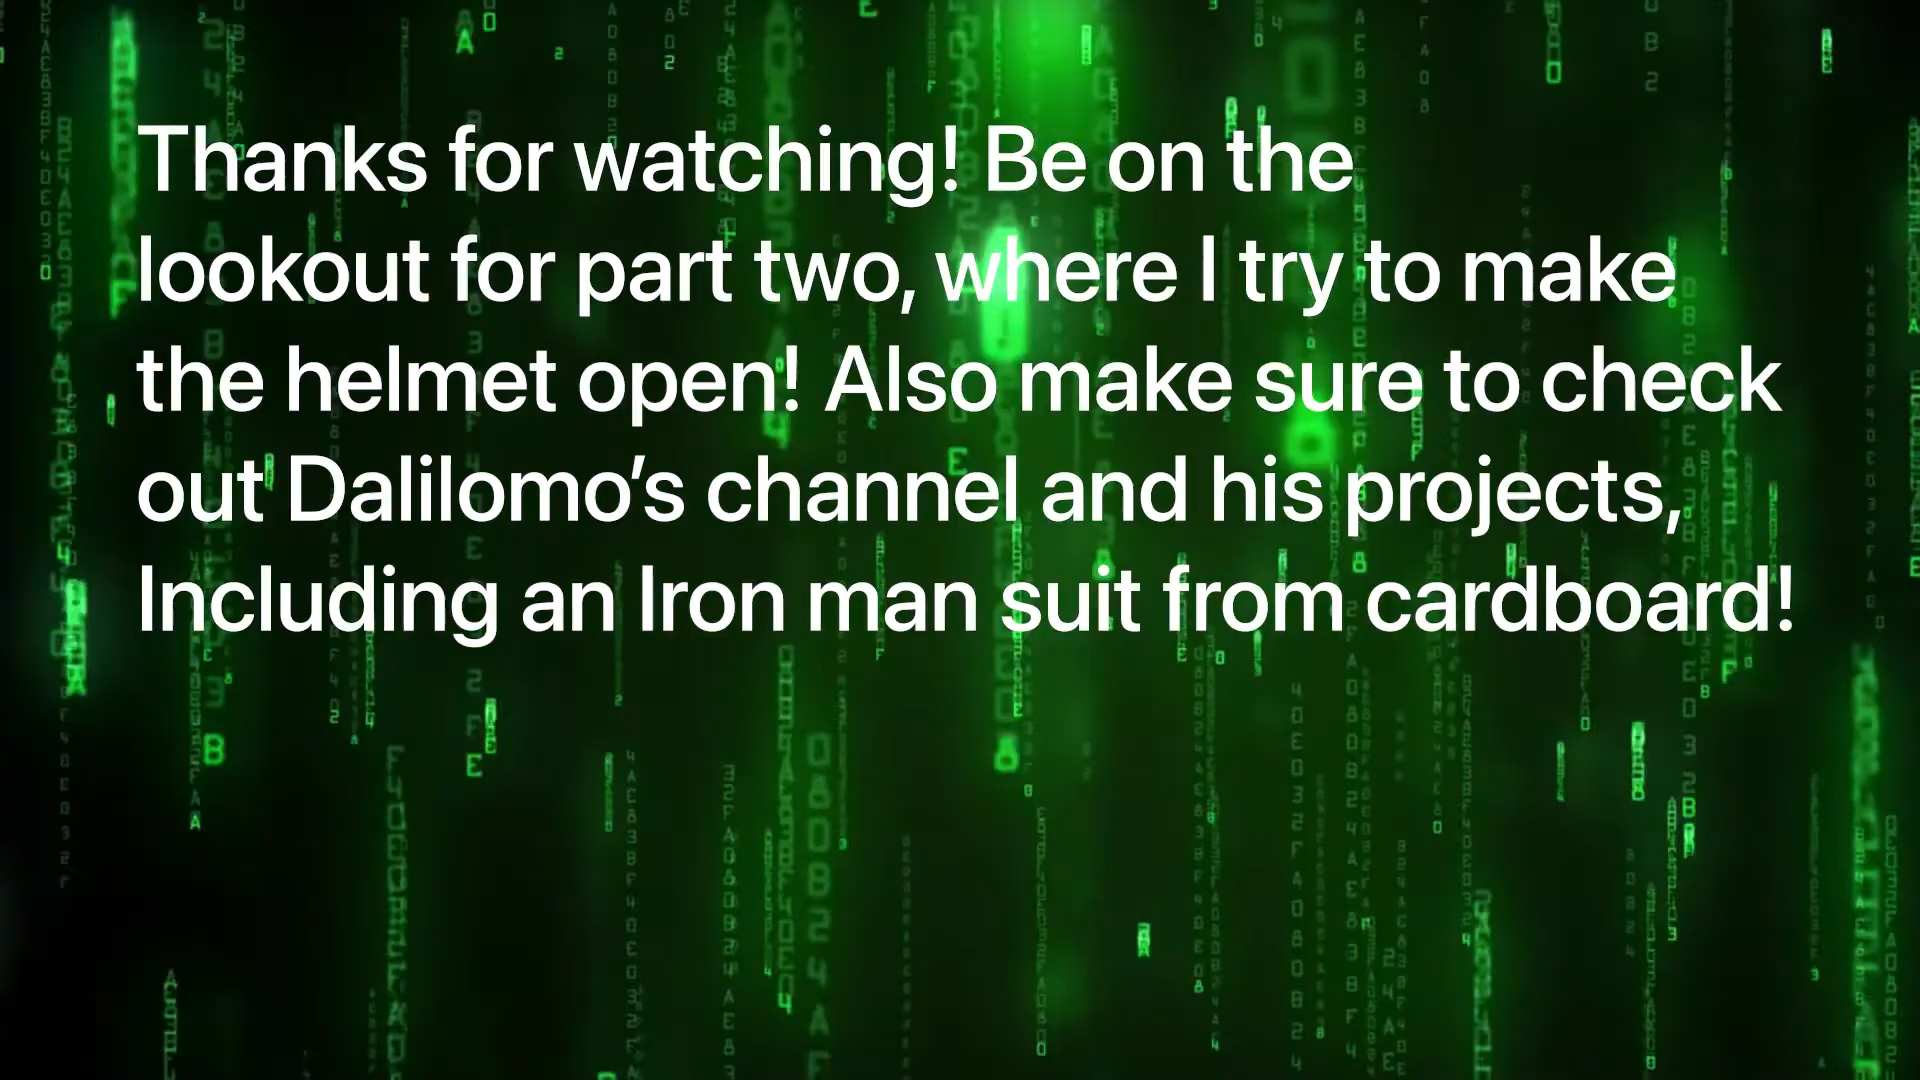 Thanks for watching! Be on the
lookout for part two, where I try to make
the helmet open! Also make sure to check
out Dalilomo’s channel and his projects,
Including an Iron man suit from cardboard!